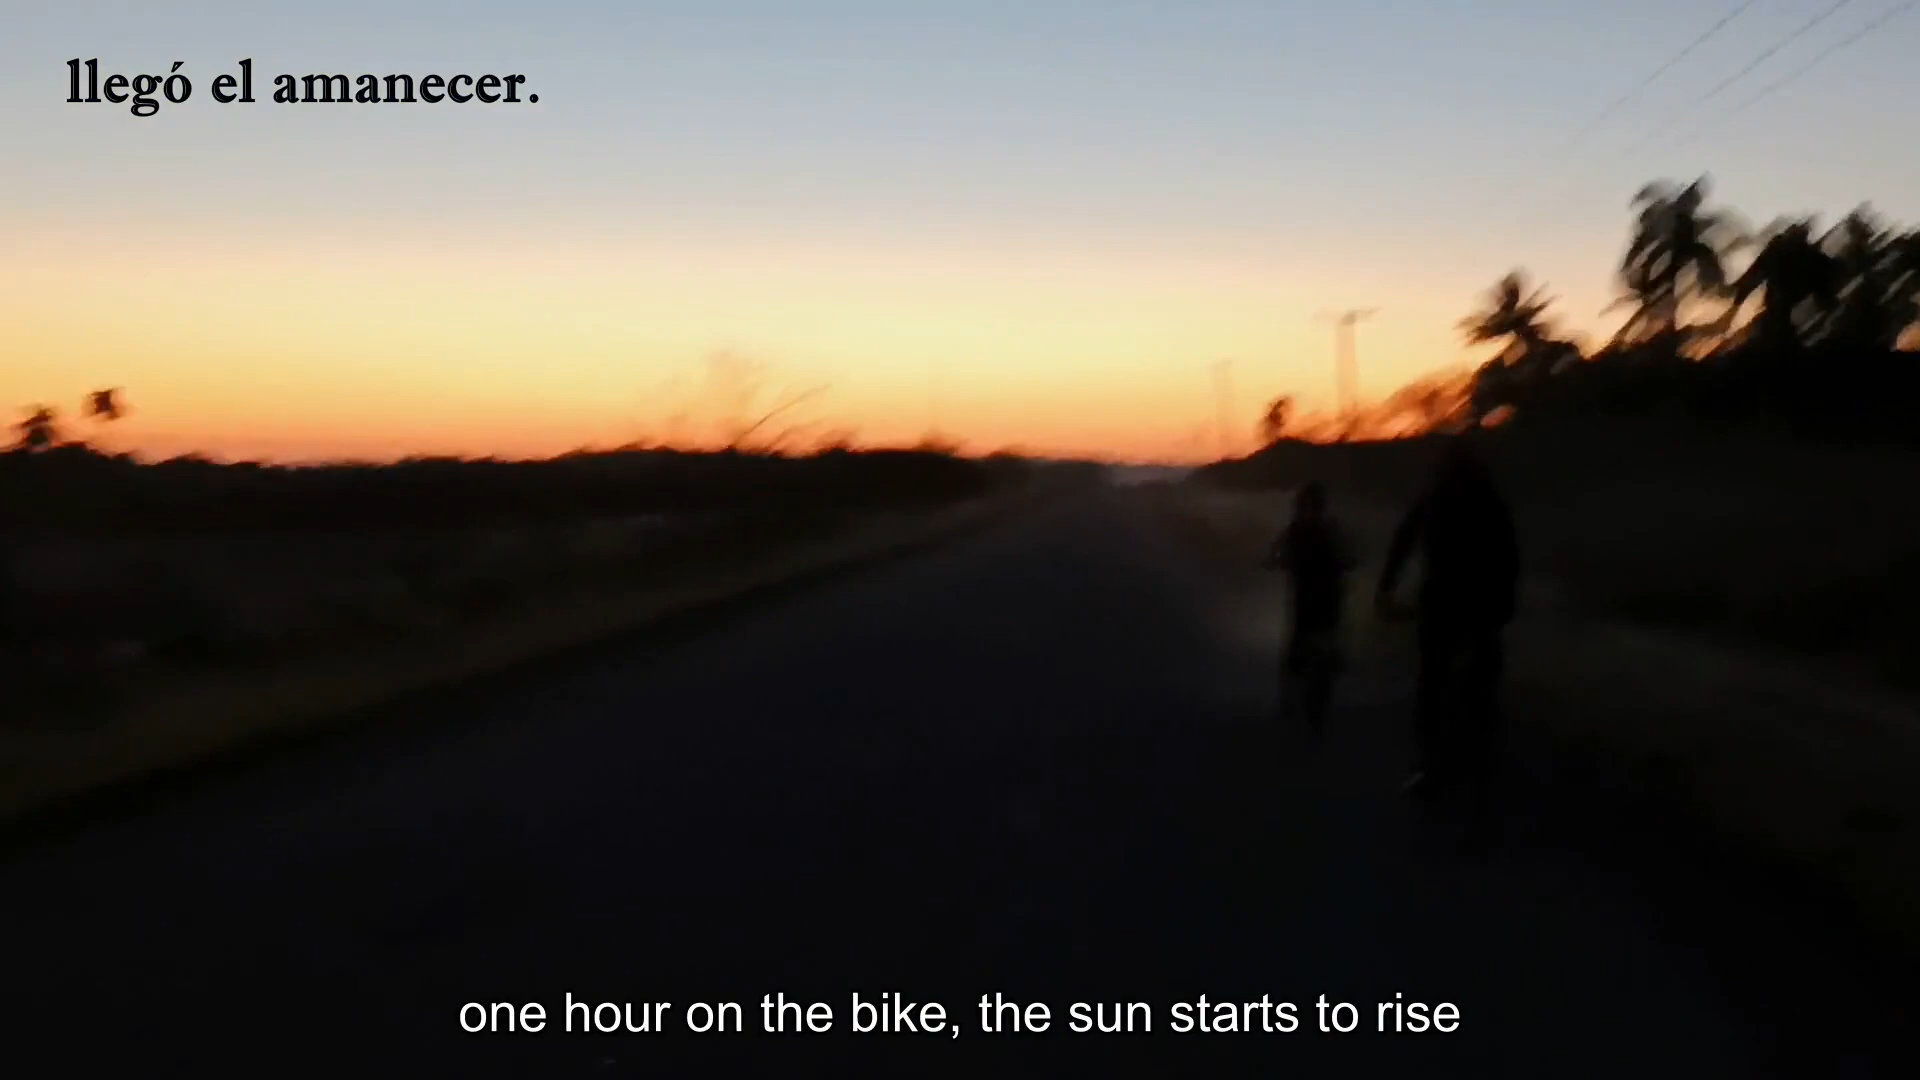 llegó el amanecer.
one hour on the bike, the sun starts to rise